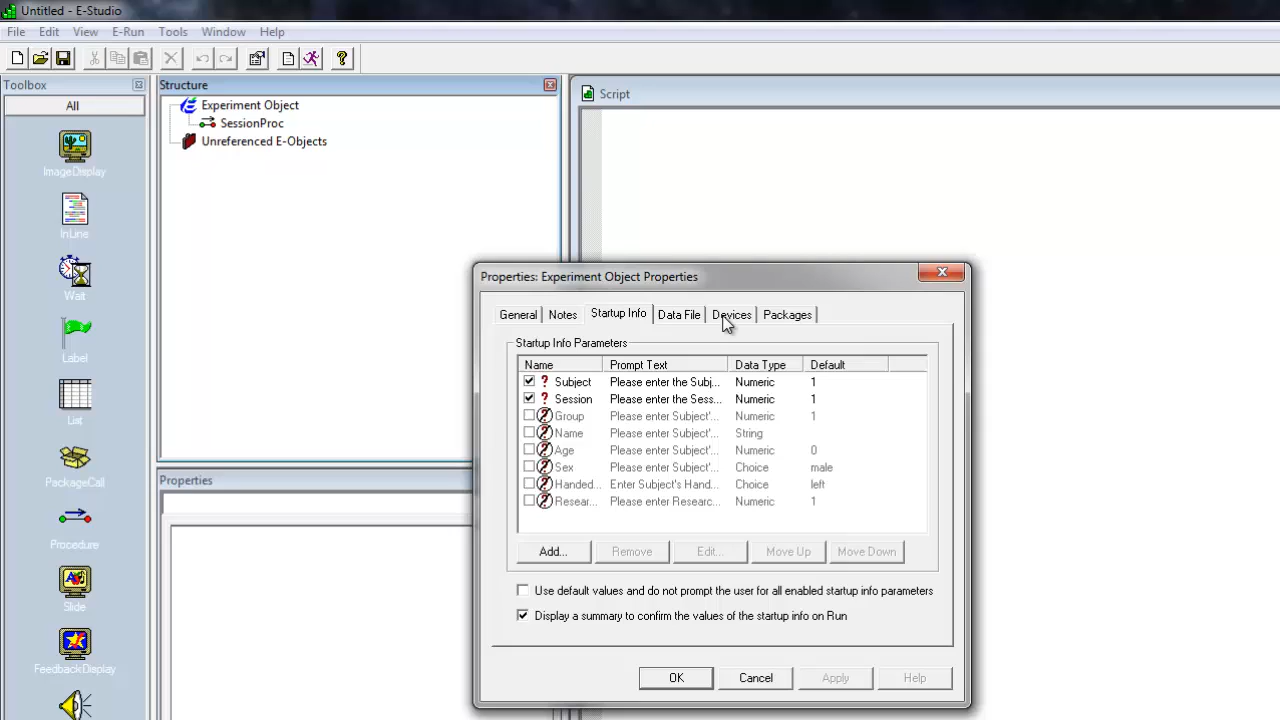 Untitled - E-Studio
File Edit View E-Run Tools Window Help
Toolbox
All
ImageDisplay
InLine
Wait
Label
List
PackageCall
Procedure
Slide
FeedbackDisplay
Structure
Experiment Object
SessionProc
Unreferenced E-Objects
Properties
Script
Properties: Experiment Object Properties
General Notes Startup Info Data File Devices Packages
Startup Info Parameters
Name Prompt Text Data Type Default
Subject Please enter the Subj... Numeric 1
Session Please enter the Sess... Numeric 1
Group Please enter Subject'... Numeric 1
Name Please enter Subject'... String
Age Please enter Subject'... Numeric 0
Sex Please enter Subject'... Choice male
Handed... Enter Subject's Hand... Choice left
Resear... Please enter Researc... Numeric 1
Add... Remove Edit... Move Up Move Down
Use default values and do not prompt the user for all enabled startup info parameters
Display a summary to confirm the values of the startup info on Run
OK Cancel Apply Help